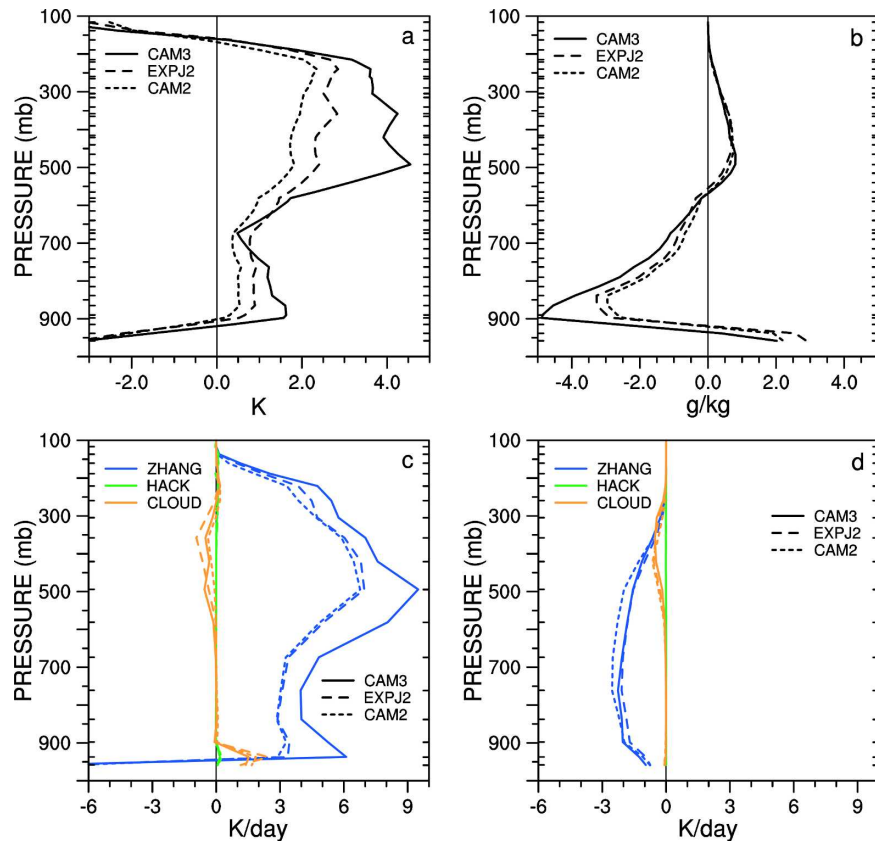 a
CAM3
EXPJ2
CAM2
100
300
500
700
900
PRESSURE (mb)
-2.0 0.0 2.0 4.0
K
b
CAM3
EXPJ2
CAM2
100
300
500
700
900
PRESSURE (mb)
-4.0 -2.0 0.0 2.0 4.0
g/kg
c
ZHANG
HACK
CLOUD
CAM3
EXPJ2
CAM2
100
300
500
700
900
PRESSURE (mb)
-6 -3 0 3 6 9
K/day
d
ZHANG
HACK
CLOUD
CAM3
EXPJ2
CAM2
100
300
500
700
900
PRESSURE (mb)
-6 -3 0 3 6 9
K/day